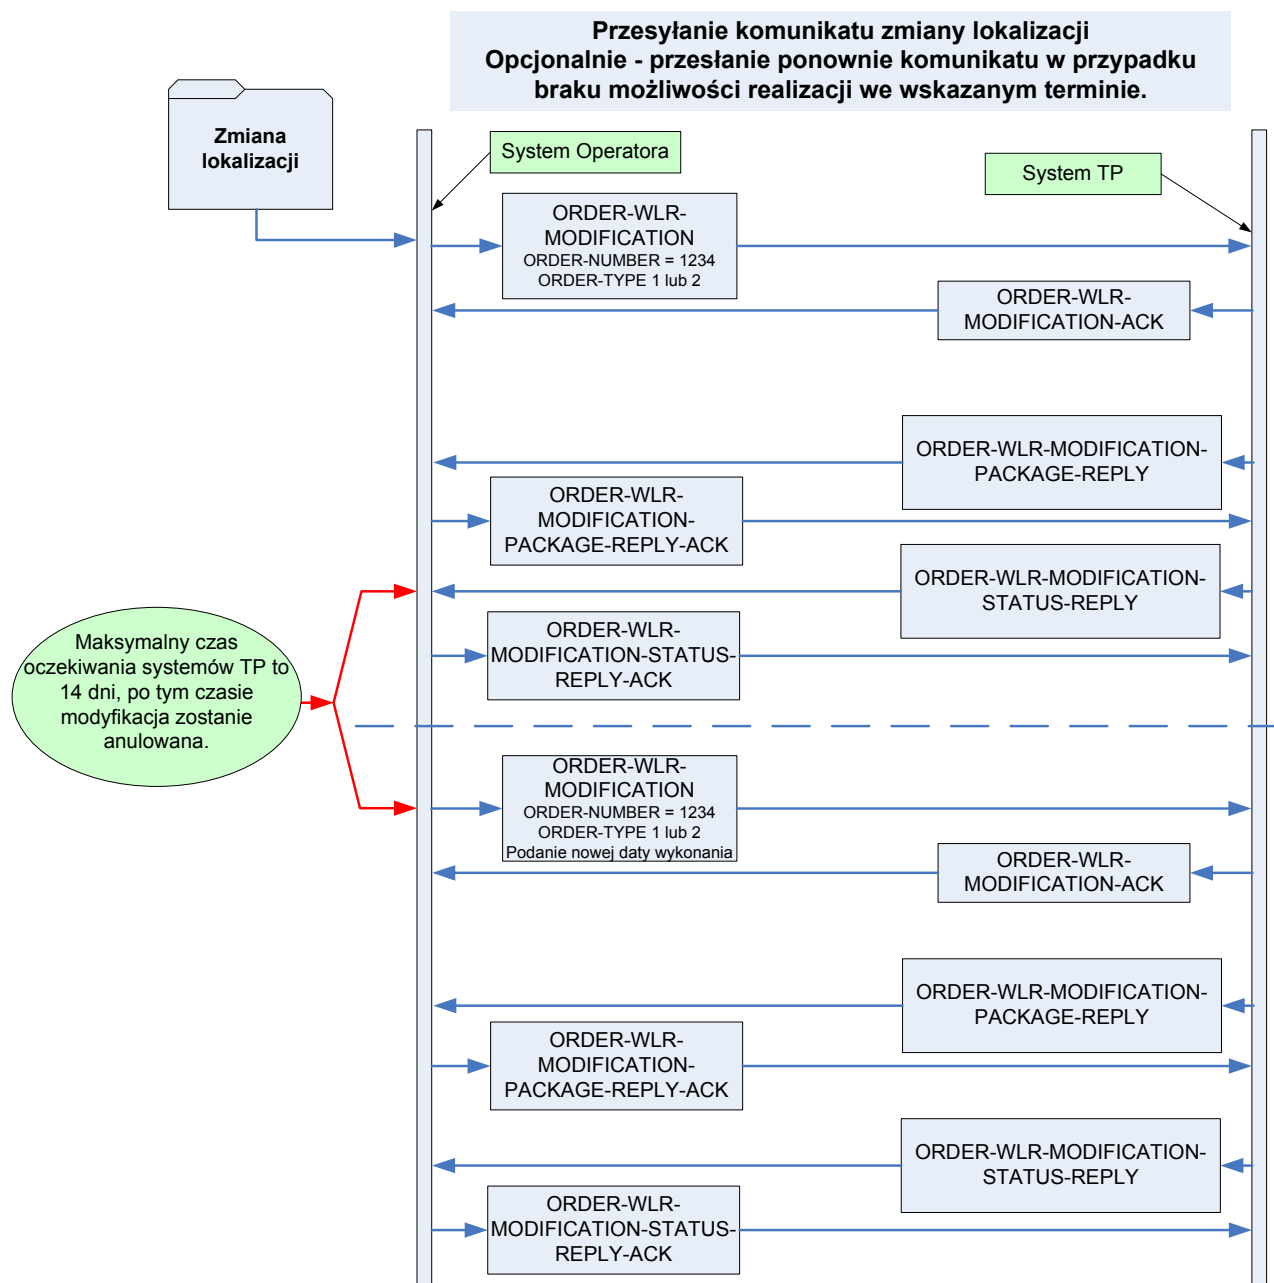 Przesyłanie komunikatu zmiany lokalizacji
Opcjonalnie - przesłanie ponownie komunikatu w przypadku
braku możliwości realizacji we wskazanym terminie.
Zmiana
lokalizacji
System Operatora
System TP
ORDER-WLR-
MODIFICATION
ORDER-NUMBER = 1234
ORDER-TYPE 1 lub 2
ORDER-WLR-
MODIFICATION-ACK
ORDER-WLR-MODIFICATION-
PACKAGE-REPLY
ORDER-WLR-
MODIFICATION-
PACKAGE-REPLY-ACK
ORDER-WLR-MODIFICATION-
STATUS-REPLY
ORDER-WLR-
MODIFICATION-STATUS-
REPLY-ACK
Maksymalny czas
oczekiwania systemów TP to
14 dni, po tym czasie
modyfikacja zostanie
anulowana.
ORDER-WLR-
MODIFICATION
ORDER-NUMBER = 1234
ORDER-TYPE 1 lub 2
Podanie nowej daty wykonania
ORDER-WLR-
MODIFICATION-ACK
ORDER-WLR-MODIFICATION-
PACKAGE-REPLY
ORDER-WLR-
MODIFICATION-
PACKAGE-REPLY-ACK
ORDER-WLR-MODIFICATION-
STATUS-REPLY
ORDER-WLR-
MODIFICATION-STATUS-
REPLY-ACK